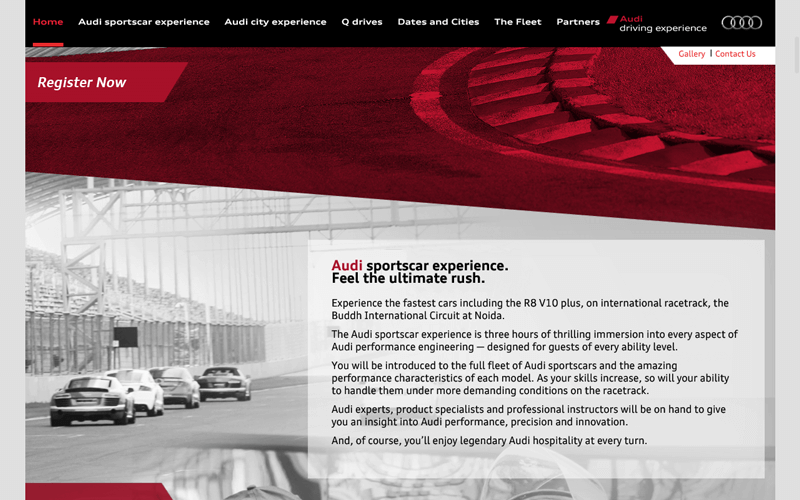 Home Audi sportscar experience Audi city experience Q drives Dates and Cities The Fleet Partners Audi
driving experience
Gallery | Contact Us
Register Now
Audi sportscar experience.
Feel the ultimate rush.
Experience the fastest cars including the R8 V10 plus, on international racetrack, the
Buddh International Circuit at Noida.
The Audi sportscar experience is three hours of thrilling immersion into every aspect of
Audi performance engineering — designed for guests of every ability level.
You will be introduced to the full fleet of Audi sportscars and the amazing
performance characteristics of each model. As your skills increase, so will your ability
to handle them under more demanding conditions on the racetrack.
Audi experts, product specialists and professional instructors will be on hand to give
you an insight into Audi performance, precision and innovation.
And, of course, you'll enjoy legendary Audi hospitality at every turn.